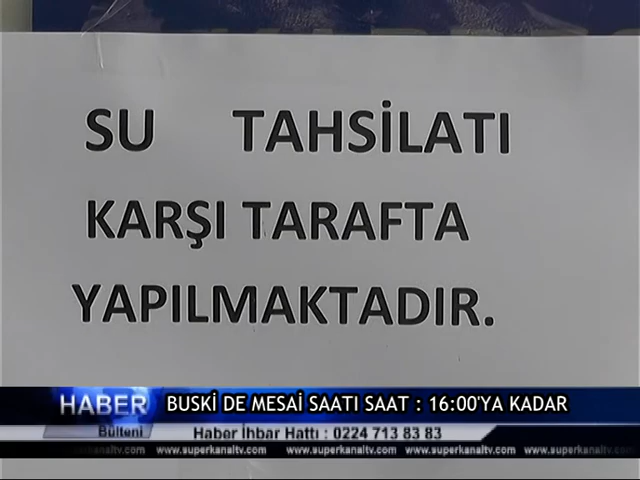 SU TAHSİLATI
KARŞI TARAFTA
YAPILMAKTADIR.
HABER BUSKİ DE MESAİ SAATI SAAT : 16:00'YA KADAR
Bülteni Haber İhbar Hattı : 0224 713 83 83
www.superkanaltv.com www.superkanaltv.com www.superkanaltv.com www.superkanaltv.com